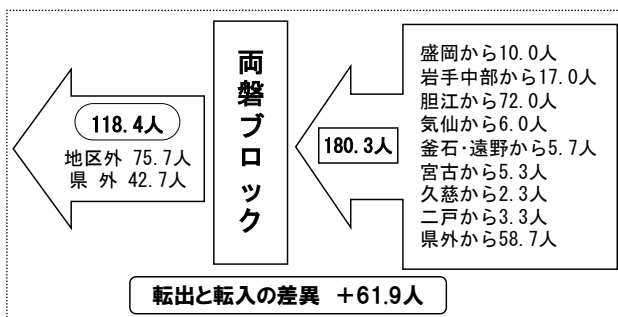 118.4人
地区外 75.7人
県 外 42.7人
両磐ブロック
180.3人
盛岡から10.0人
岩手中部から17.0人
胆江から72.0人
気仙から6.0人
釜石・遠野から5.7人
宮古から5.3人
久慈から2.3人
二戸から3.3人
県外から58.7人
転出と転入の差異 +61.9人